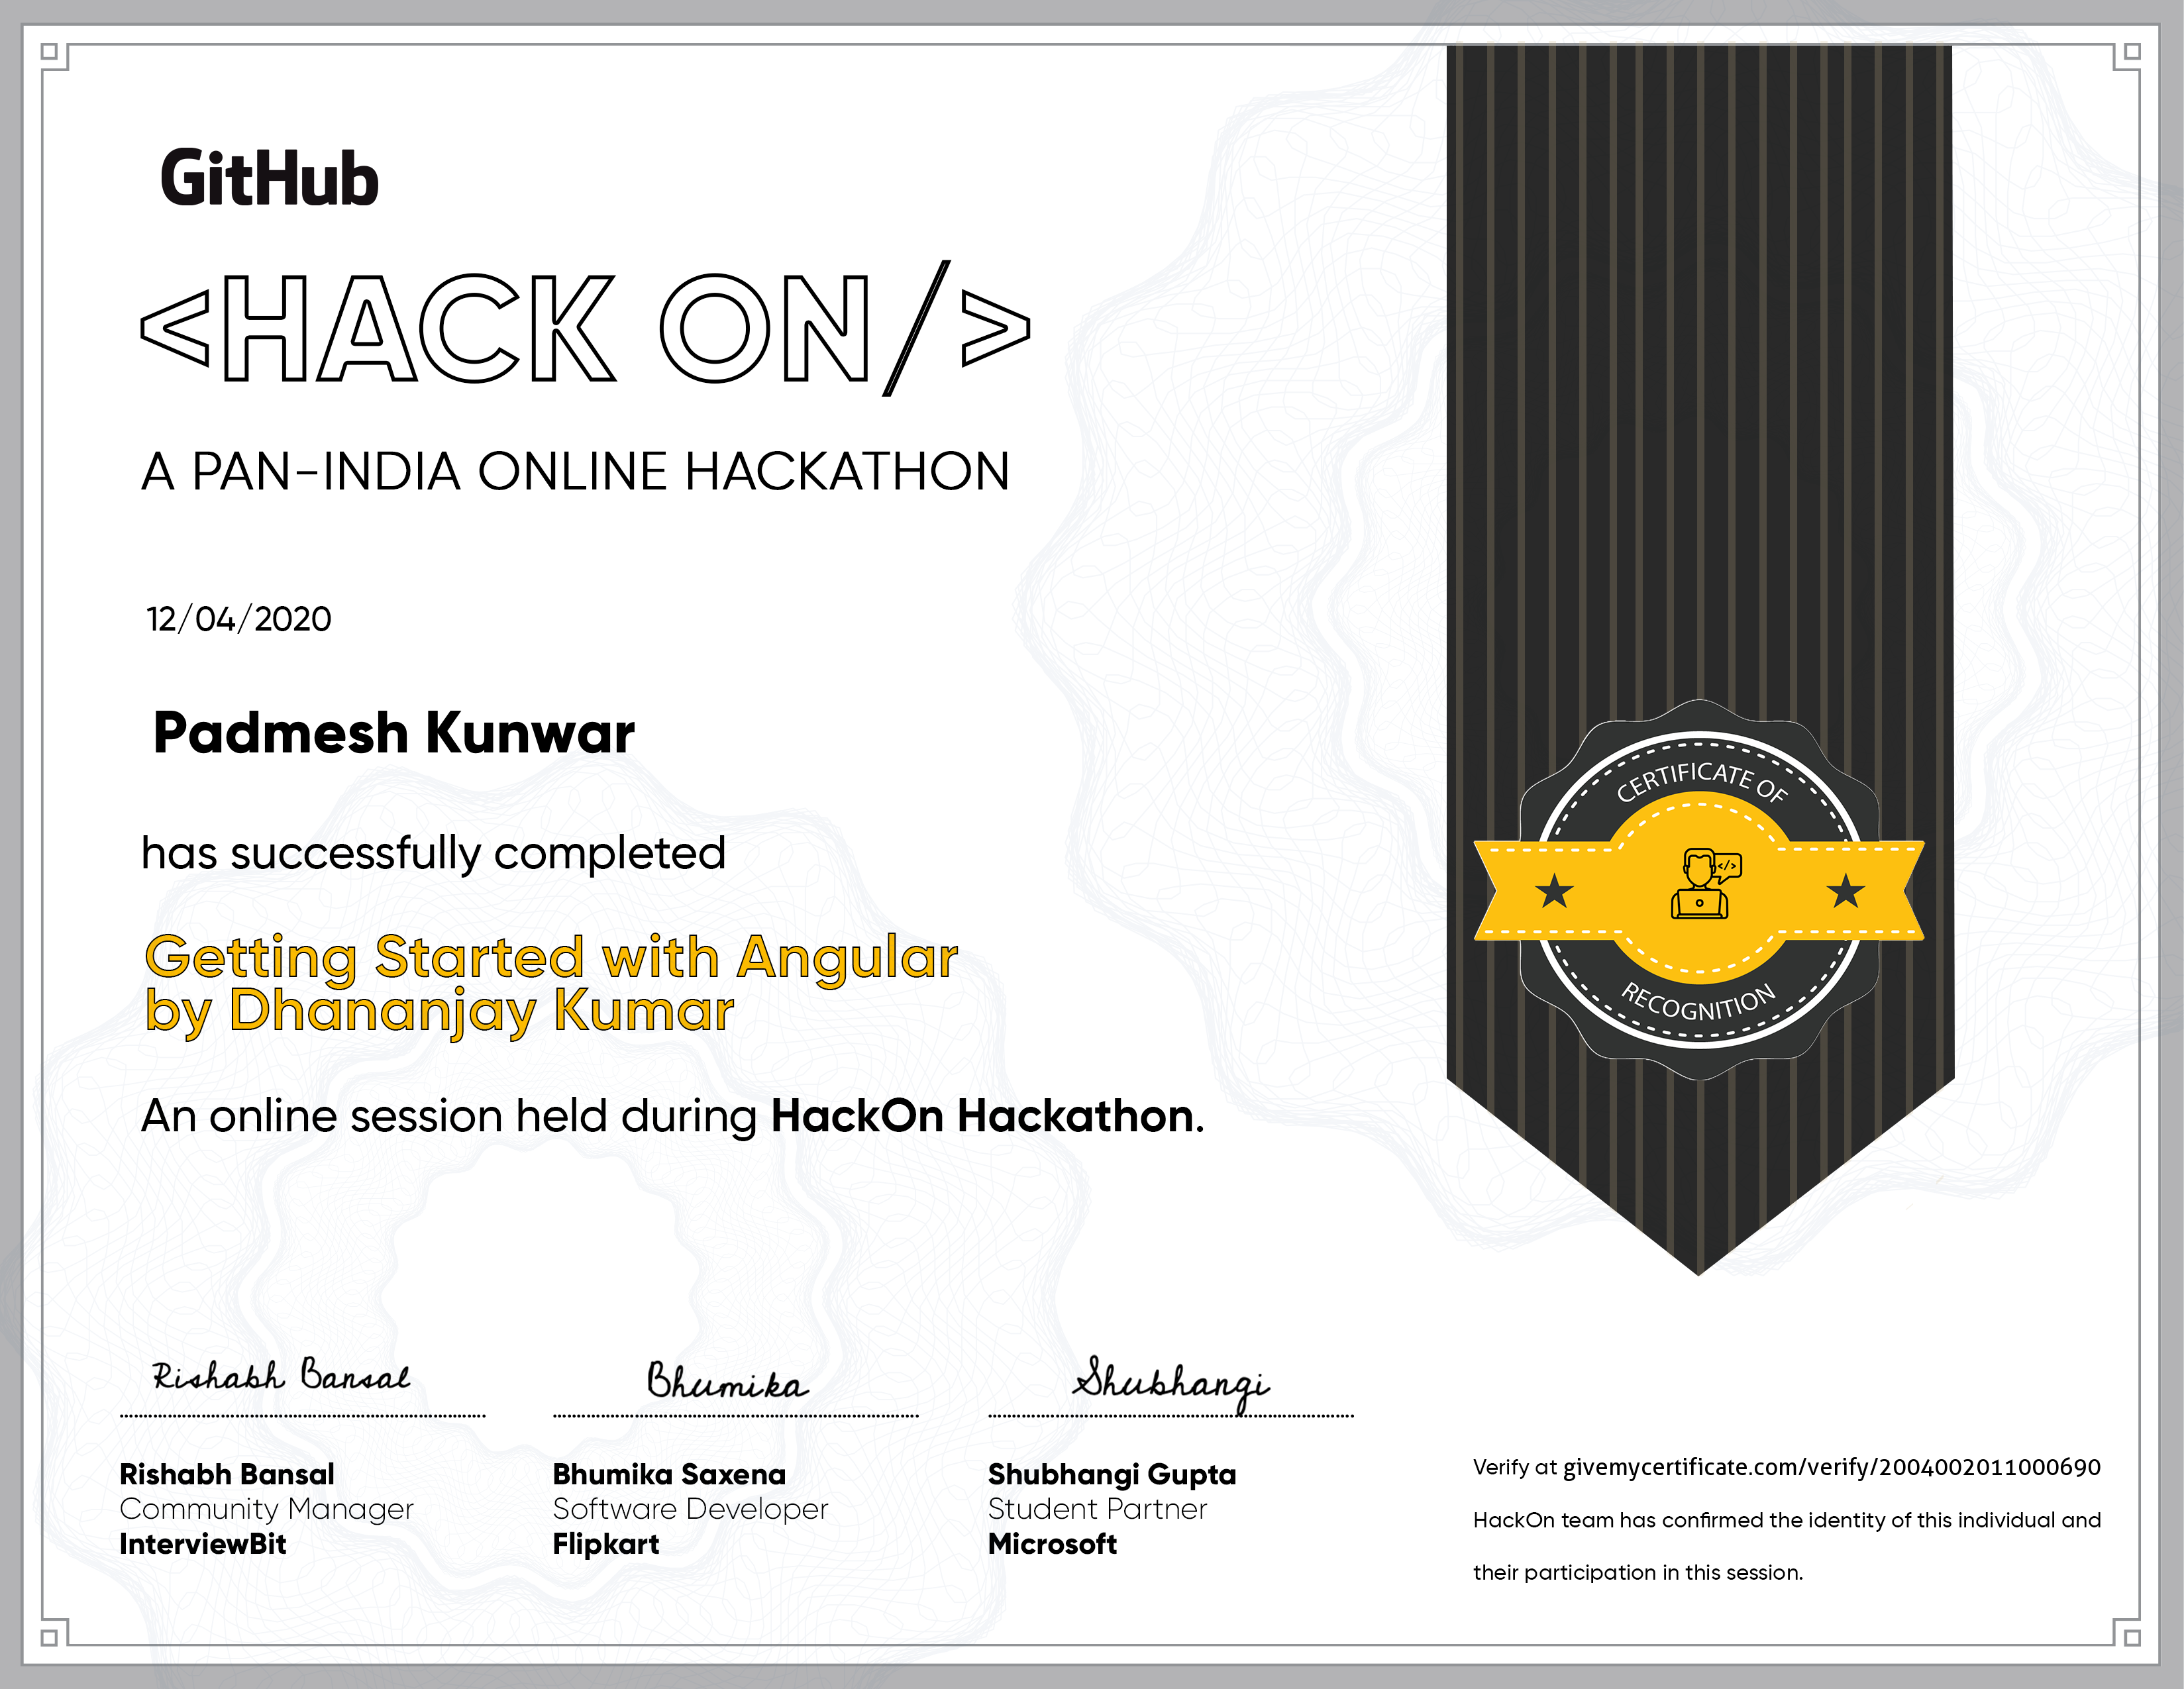 GitHub
<HACK ON/>
A PAN-INDIA ONLINE HACKATHON
12/04/2020
Padmesh Kunwar
has successfully completed
Getting Started with Angular
by Dhananjay Kumar
An online session held during HackOn Hackathon.
CERTIFICATE OF
</>
RECOGNITION
Rishabh Bansal
Bhumika
Shubhangi
Rishabh Bansal
Community Manager
InterviewBit
Bhumika Saxena
Software Developer
Flipkart
Shubhangi Gupta
Student Partner
Microsoft
Verify at givemycertificate.com/verify/2004002011000690
HackOn team has confirmed the identity of this individual and
their participation in this session.